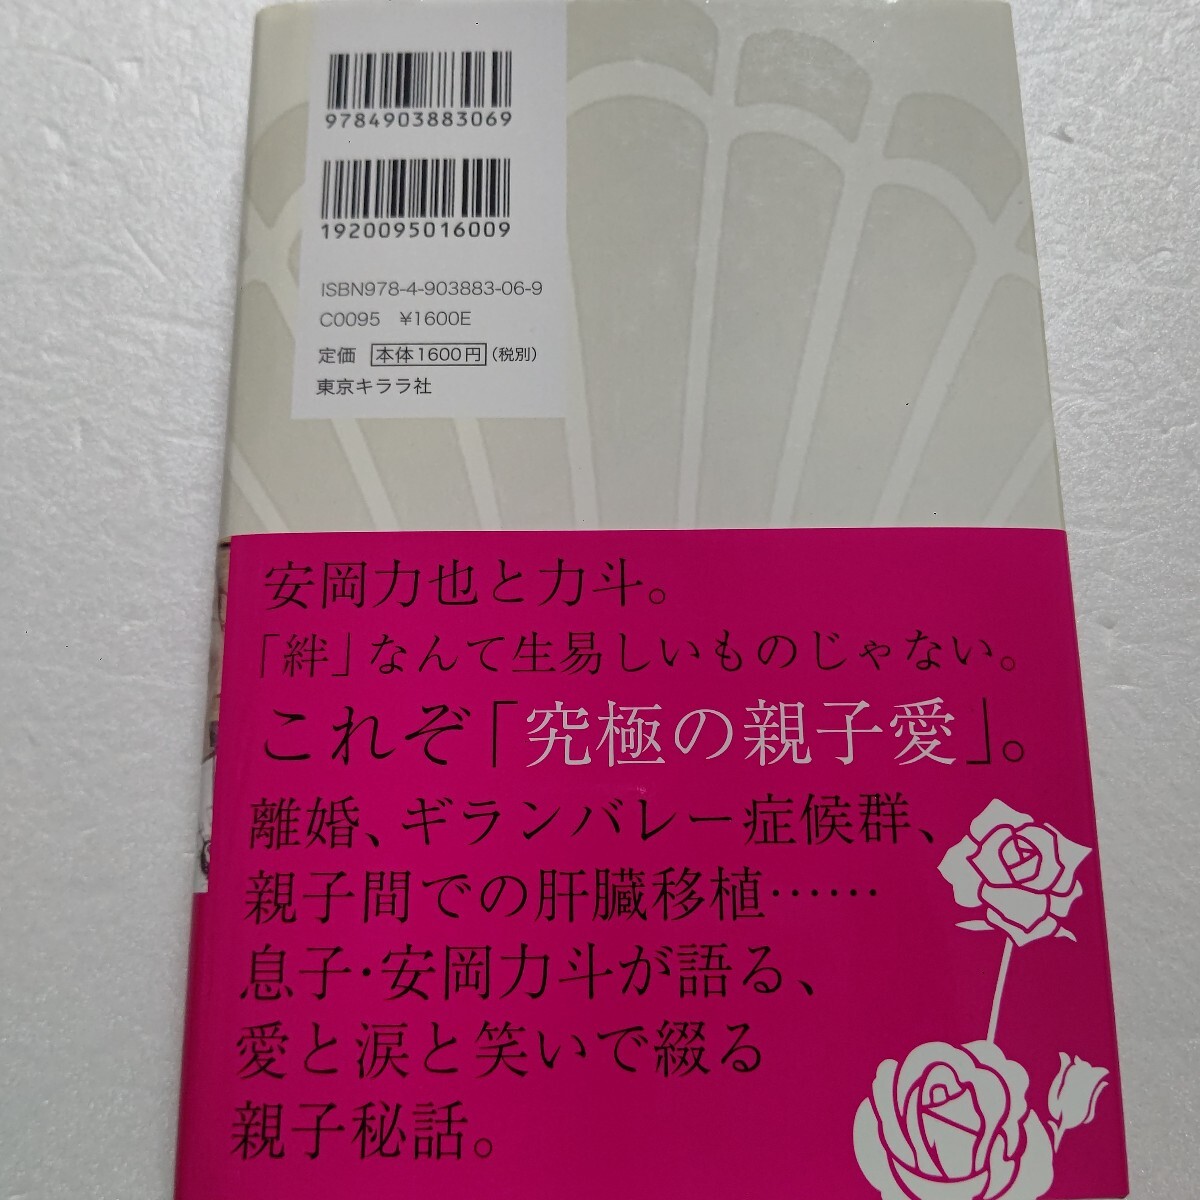 9784903883069
1920095016009
ISBN978-4-903883-06-9
C0095 ¥1600E
定価 本体1600円(税別)
東京キララ社
安岡力也と力斗。
「絆」なんて生易しいものじゃない。
これぞ「究極の親子愛」。
離婚、ギランバレー症候群、
親子間での肝臓移植……
息子・安岡力斗が語る、
愛と涙と笑いで綴る
親子秘話。